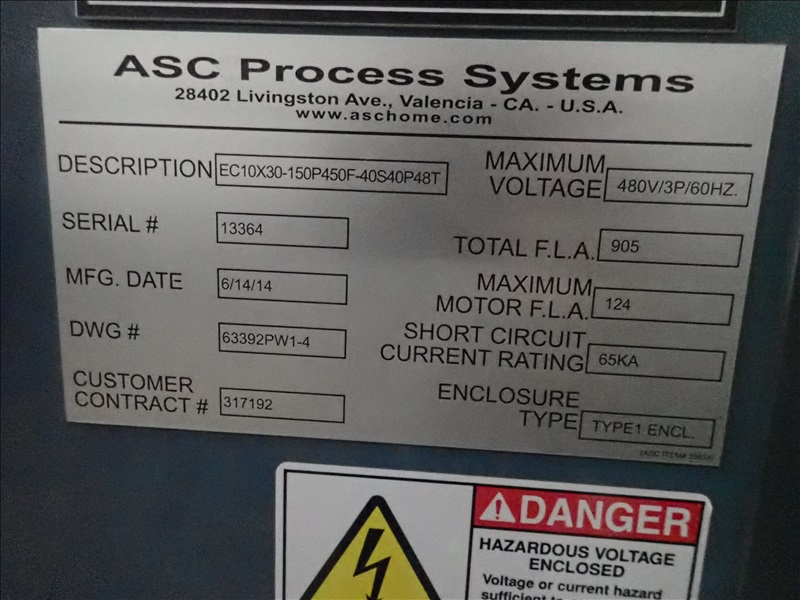 ASC Process Systems
28402 Livingston Ave., Valencia - CA. - U.S.A.
www.aschome.com
DESCRIPTION EC10X30-150P450F-40S40P48T
SERIAL # 13364
MFG. DATE 6/14/14
DWG # 63392PW1-4
CUSTOMER
CONTRACT # 317192
MAXIMUM
VOLTAGE 480V/3P/60HZ.
TOTAL F.L.A. 905
MAXIMUM
MOTOR F.L.A. 124
SHORT CIRCUIT
CURRENT RATING 65KA
ENCLOSURE
TYPE TYPE1 ENCL.
DANGER
HAZARDOUS VOLTAGE
ENCLOSED
Voltage or current hazard
sufficient to